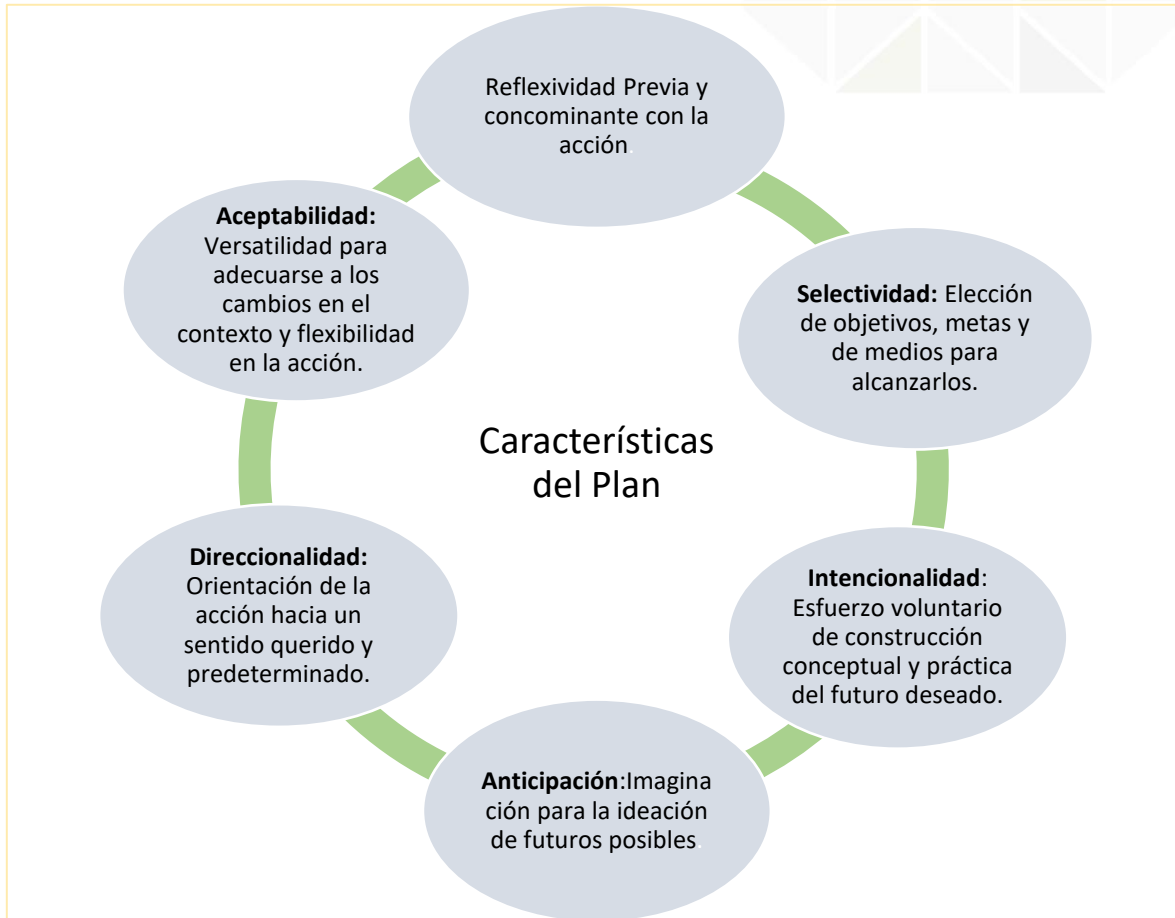 Reflexividad Previa y
concominante con la
acción.
Selectividad: Elección
de objetivos, metas y
de medios para
alcanzarlos.
Intencionalidad:
Esfuerzo voluntario
de construcción
conceptual y práctica
del futuro deseado.
Anticipación:Imagina
ción para la ideación
de futuros posibles.
Direccionalidad:
Orientación de la
acción hacia un
sentido querido y
predeterminado.
Aceptabilidad:
Versatilidad para
adecuarse a los
cambios en el
contexto y flexibilidad
en la acción.
Características
del Plan